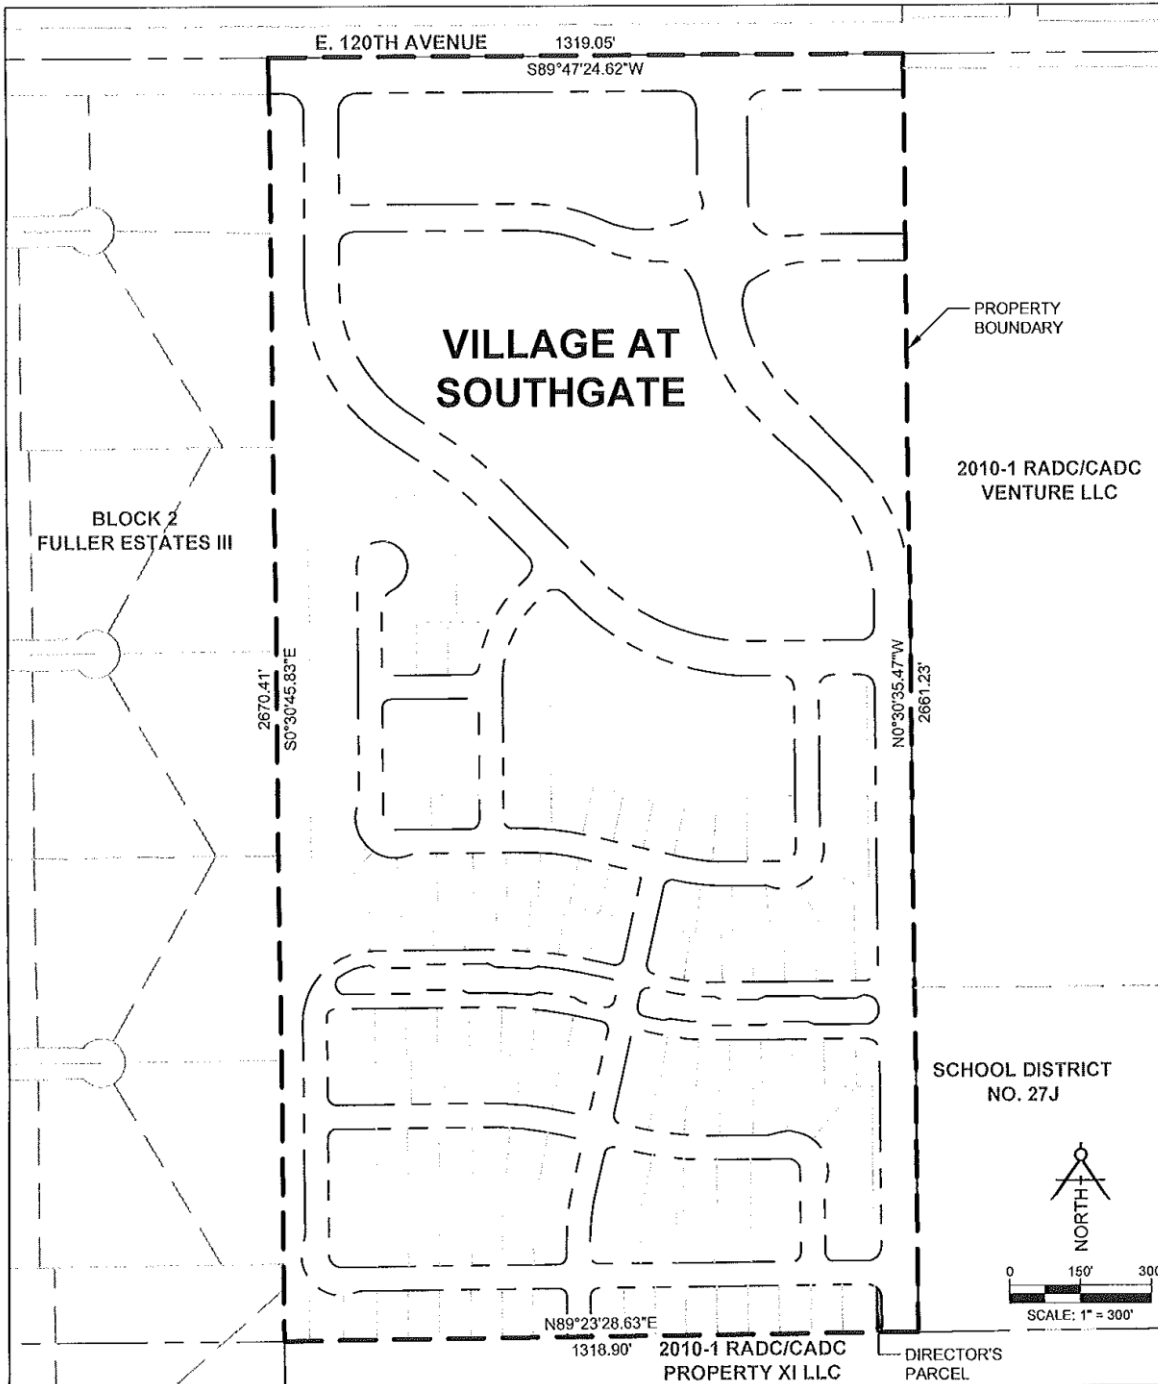 E. 120TH AVENUE
1319.05'
S89°47'24.62"W
VILLAGE AT
SOUTHGATE
PROPERTY
BOUNDARY
2010-1 RADC/CADC
VENTURE LLC
BLOCK 2
FULLER ESTATES III
2670.41'
S0°30'45.83"E
N0°30'35.47"W
2661.23'
SCHOOL DISTRICT
NO. 27J
NORTH
0 150' 300
SCALE: 1" = 300'
N89°23'28.63"E
1318.90'
2010-1 RADC/CADC
PROPERTY XI LLC
DIRECTOR'S
PARCEL